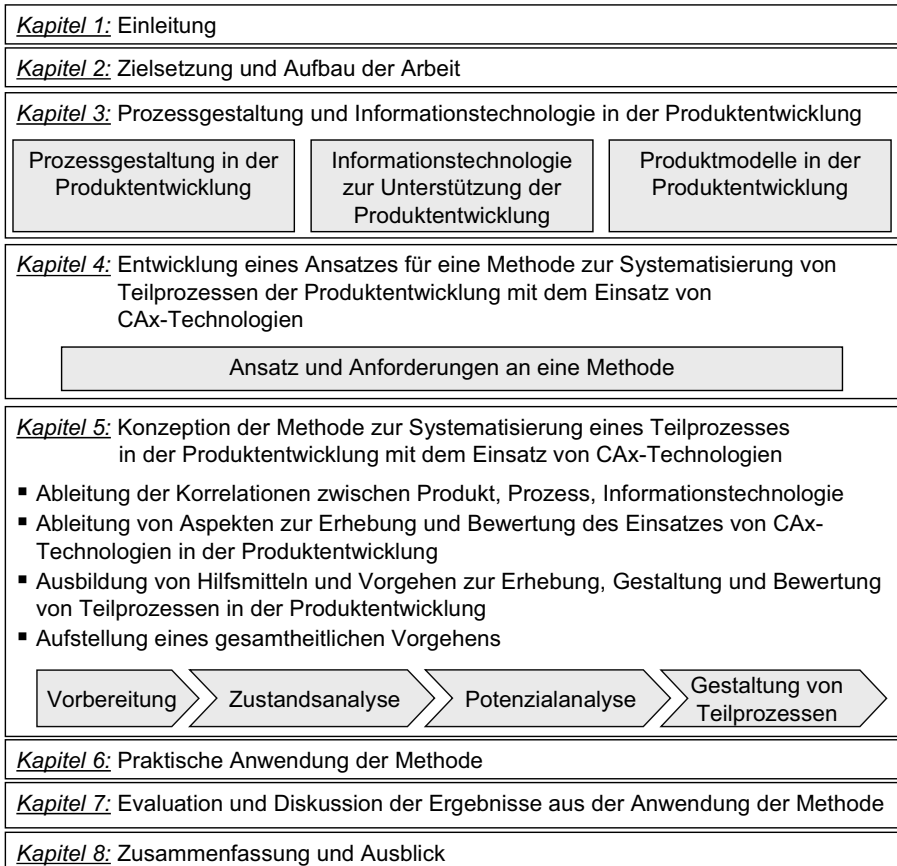 Kapitel 1: Einleitung
Kapitel 2: Zielsetzung und Aufbau der Arbeit
Kapitel 3: Prozessgestaltung und Informationstechnologie in der Produktentwicklung
Prozessgestaltung in der
Produktentwicklung
Informationstechnologie
zur Unterstützung der
Produktentwicklung
Produktmodelle in der
Produktentwicklung
Kapitel 4: Entwicklung eines Ansatzes für eine Methode zur Systematisierung von
Teilprozessen der Produktentwicklung mit dem Einsatz von
CAx-Technologien
Ansatz und Anforderungen an eine Methode
Kapitel 5: Konzeption der Methode zur Systematisierung eines Teilprozesses
in der Produktentwicklung mit dem Einsatz von CAx-Technologien
▪ Ableitung der Korrelationen zwischen Produkt, Prozess, Informationstechnologie
▪ Ableitung von Aspekten zur Erhebung und Bewertung des Einsatzes von CAx-
Technologien in der Produktentwicklung
▪ Ausbildung von Hilfsmitteln und Vorgehen zur Erhebung, Gestaltung und Bewertung
von Teilprozessen in der Produktentwicklung
▪ Aufstellung eines gesamtheitlichen Vorgehens
Vorbereitung
Zustandsanalyse
Potenzialanalyse
Gestaltung von
Teilprozessen
Kapitel 6: Praktische Anwendung der Methode
Kapitel 7: Evaluation und Diskussion der Ergebnisse aus der Anwendung der Methode
Kapitel 8: Zusammenfassung und Ausblick